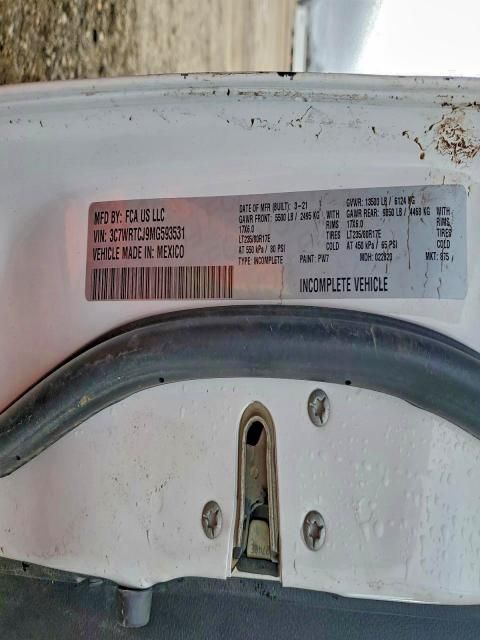 MFD BY: FCA US LLC
VIN: 3C7WRTCJ9MG593531
VEHICLE MADE IN: MEXICO
DATE OF MFR (BUILT): 3-21
GAWR FRONT: 5500 LB / 2495 KG WITH
17X6.0 RIMS
LT235/80R17E TIRES
AT 550 kPa / 80 PSI COLD
TYPE: INCOMPLETE
GVWR: 13500 LB / 6124 KG
GAWR REAR: 9850 LB / 4468 KG WITH
17X6.0 RIMS
LT235/80R17E TIRES
AT 450 kPa / 65 PSI COLD
PAINT: PW7 MDH: 022820 MKT: 875
INCOMPLETE VEHICLE